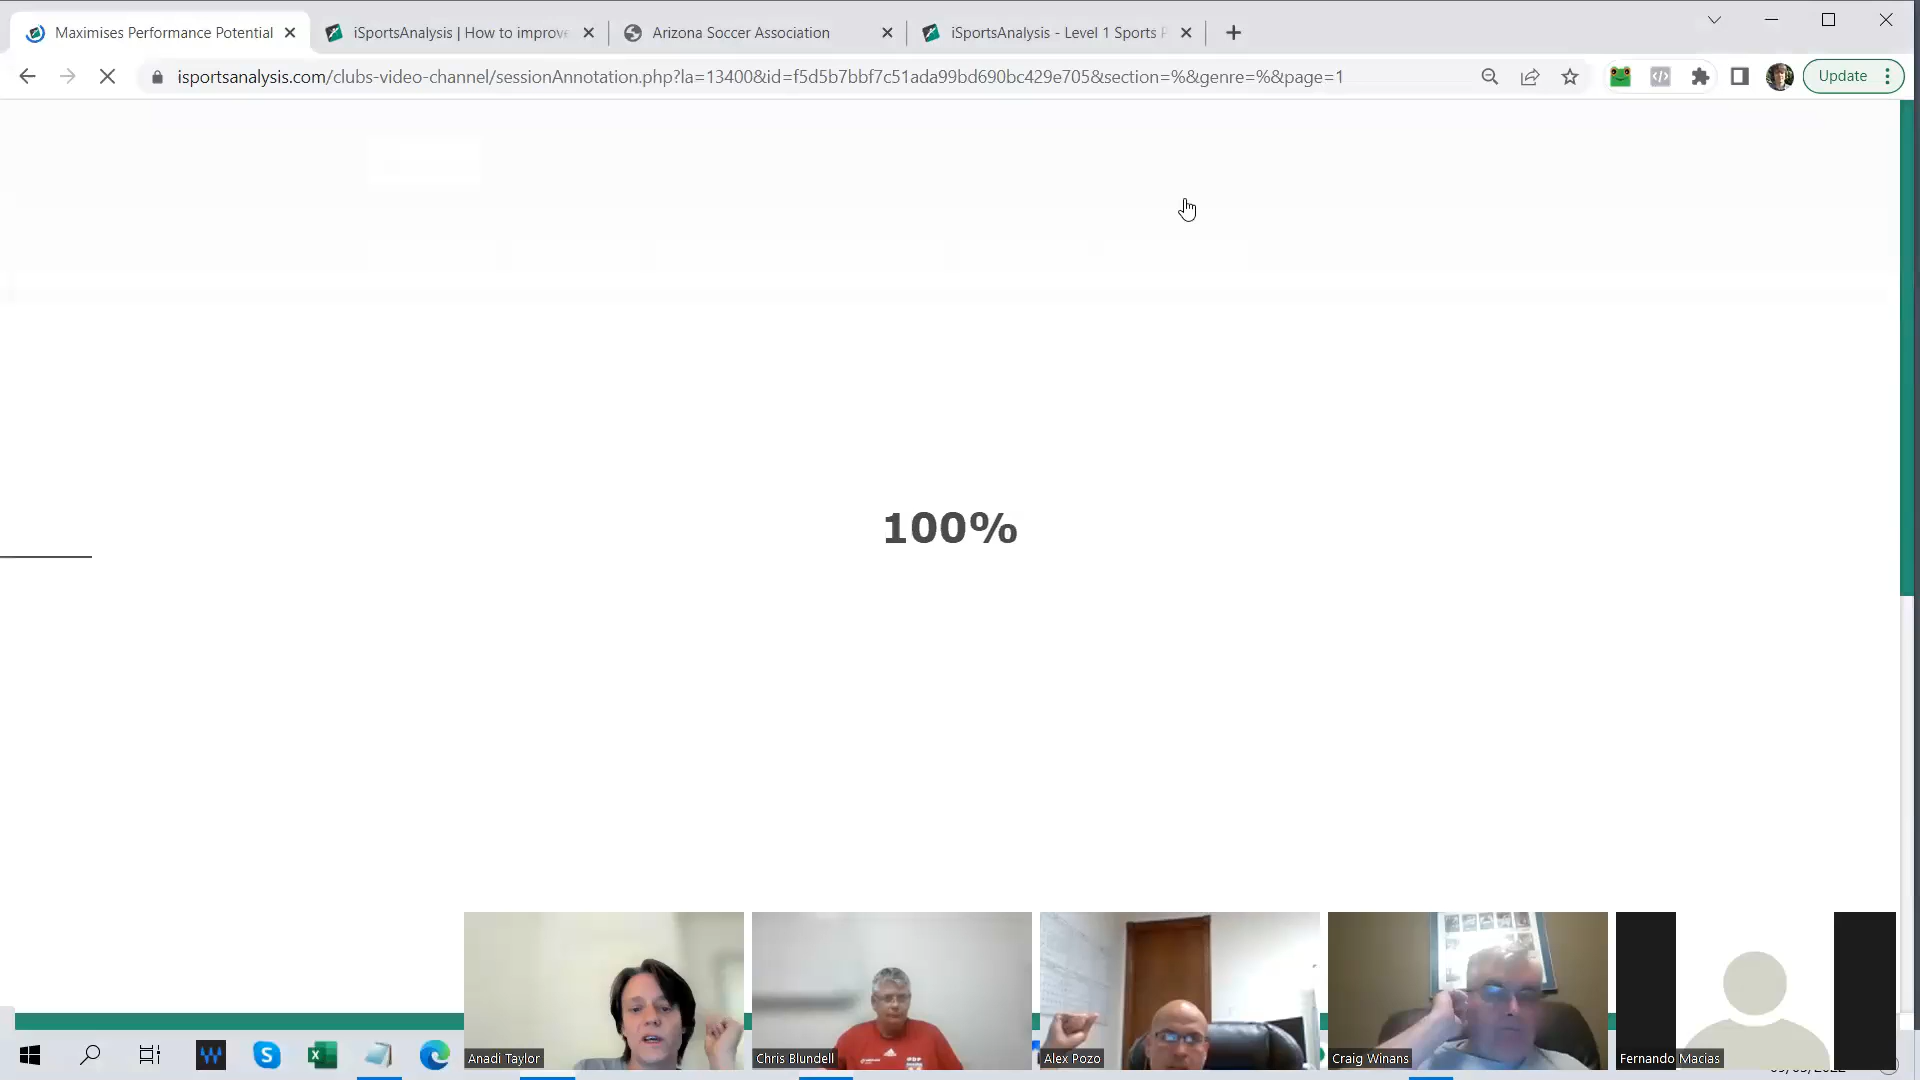 Maximises Performance Potential
iSportsAnalysis | How to improve
Arizona Soccer Association
iSportsAnalysis - Level 1 Sports P
isportsanalysis.com/clubs-video-channel/sessionAnnotation.php?la=13400&id=f5d5b7bbf7c51ada99bd690bc429e705&section=%&genre=%&page=1
Update
100%
Anadi Taylor
Chris Blundell
Alex Pozo
Craig Winans
Fernando Macias